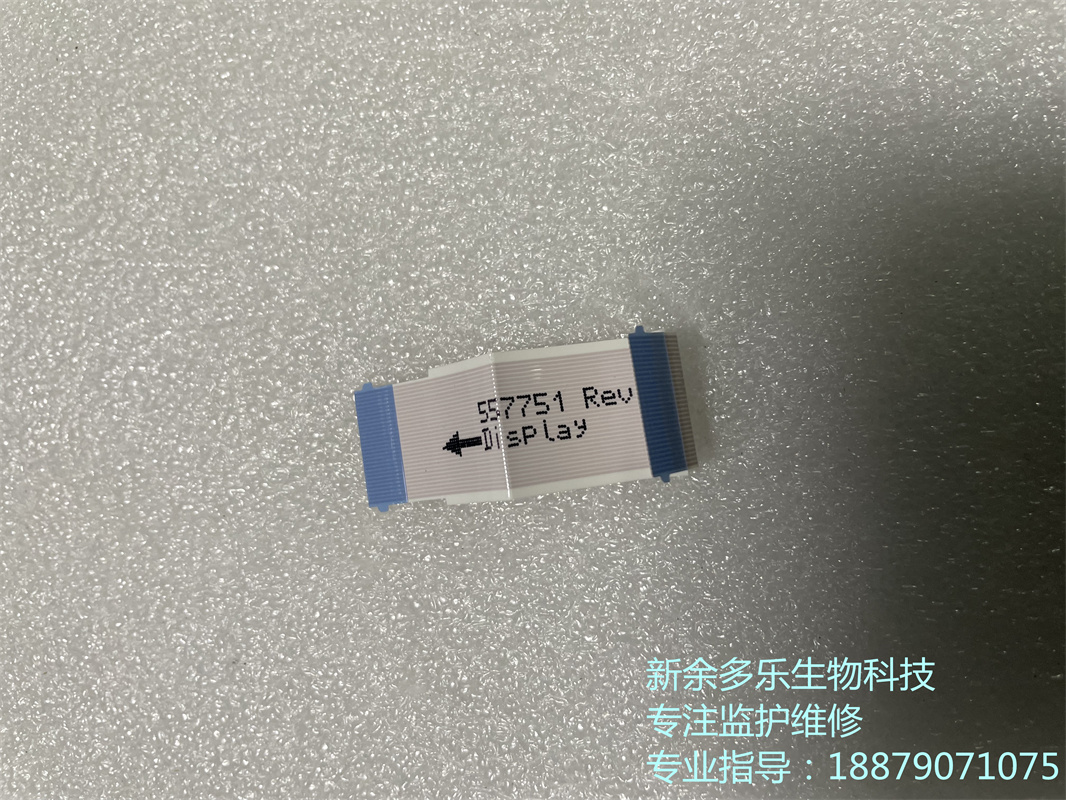 557751 Rev
Display
新余多乐生物科技
专注监护维修
专业指导：18879071075